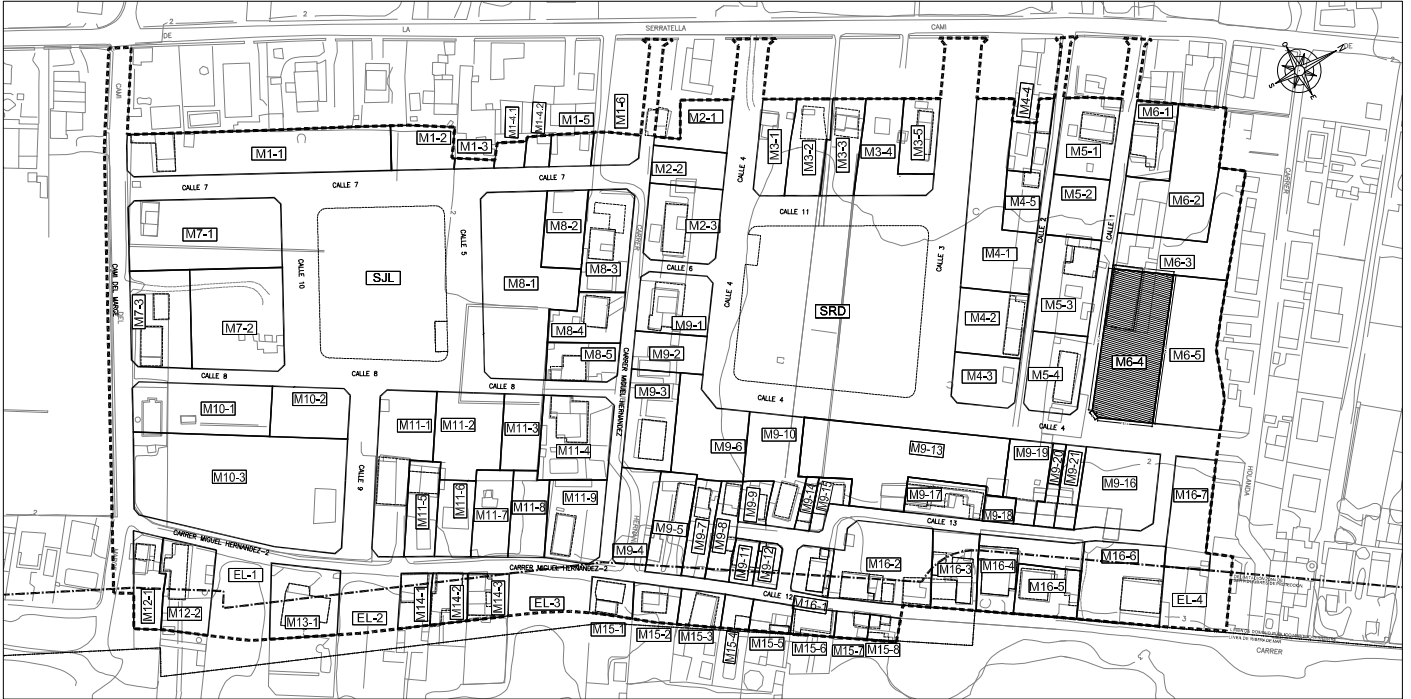 2
2
DE
LA
SERRATELLA
CAMI
DE
N
E
S
O
CAMI
M1-1
M1-2
M1-3
M1-4.1
M1-4.2
M1-5
M1-6
M2-1
M3-1
M3-2
M3-3
M3-4
M3-5
M4-4
M5-1
M6-1
CALLE 7
CALLE 7
CALLE 7
M2-2
CALLE 4
M4-5
M5-2
M6-2
CARRER
M7-1
2
M8-2
M2-3
CALLE 11
CALLE 2
CALLE 1
CARRER
CALLE 5
M8-3
CALLE 6
CALLE 3
M4-1
M6-3
CAMI DEL MARGE
DEL
CALLE 10
SJL
M8-1
CALLE 4
SRD
M7-3
M7-2
M8-4
M9-1
M4-2
M5-3
M8-5
M9-2
M6-4
M6-5
CALLE 8
CALLE 8
CALLE 8
CARRER MIGUEL HERNANDEZ
M9-3
M4-3
M5-4
M10-1
M10-2
CALLE 4
CALLE 4
M11-1
M11-2
M11-3
M11-4
M9-6
M9-10
M9-13
M9-19
M9-20
M9-21
2
M10-3
CALLE 9
M9-16
M16-7
HOLANDA
2
M11-5
M11-6
M11-7
M11-8
M11-9
M9-5
M9-7
M9-8
M9-9
M9-14
M9-15
M9-17
M9-18
CALLE 13
HERNAN
CARRER MIGUEL HERNANDEZ-2
M9-4
M9-11
M9-12
M16-2
M16-3
M16-4
M16-5
M16-6
CARRER MIGUEL HERNANDEZ-2
EL-1
CALLE 12
M12-1
M12-2
M13-1
EL-2
M14-1
M14-2
M14-3
EL-3
M16-1
EL-4
M15-1
M15-2
M15-3
M15-4
M15-5
M15-6
M15-7
M15-8
3
CARRER